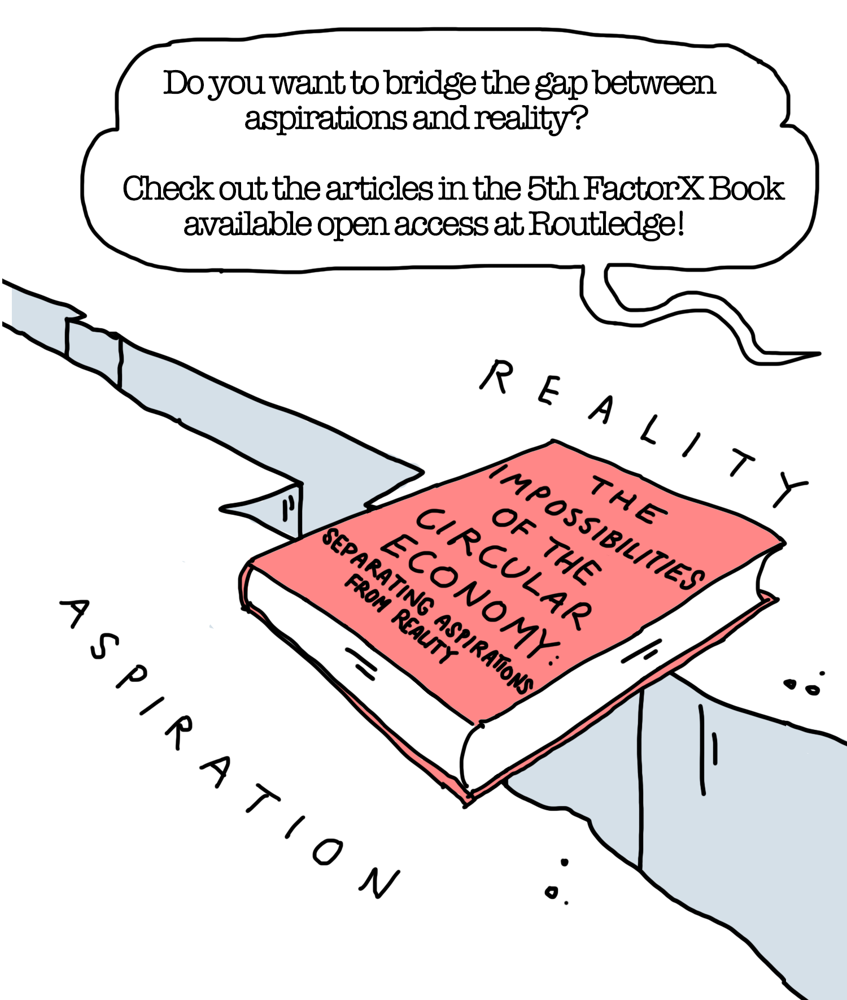 Do you want to bridge the gap between
aspirations and reality?
Check out the articles in the 5th FactorX Book
available open access at Routledge!
REALITY
THE
IMPOSSIBILITIES
OF THE
CIRCULAR
ECONOMY:
SEPARATING ASPIRATIONS
FROM REALITY
ASPIRATION